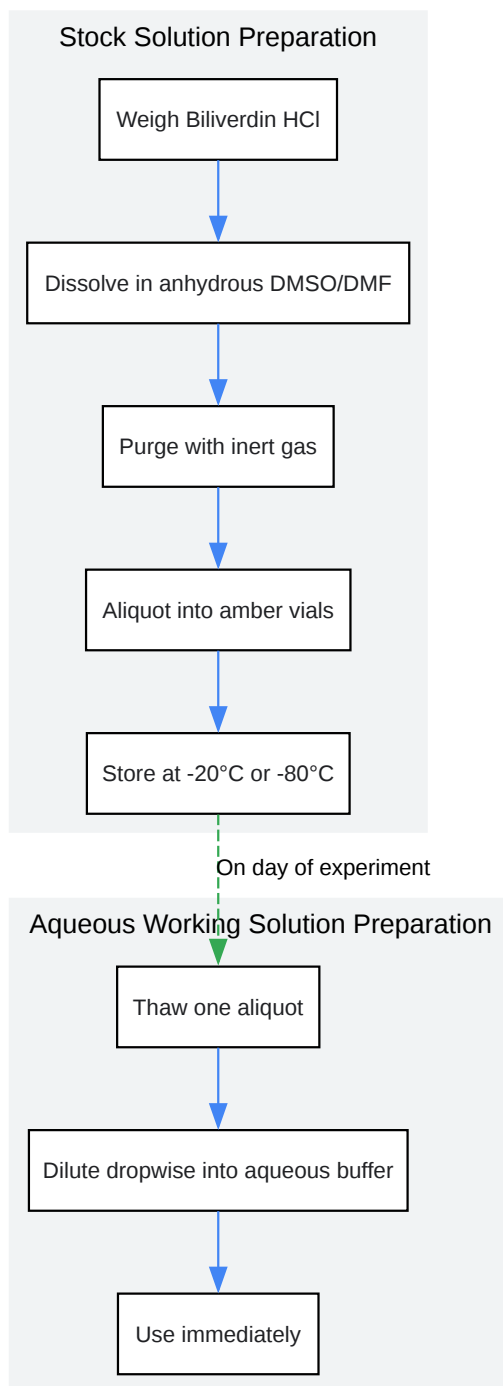 Stock Solution Preparation
Weigh Biliverdin HCl
Dissolve in anhydrous DMSO/DMF
Purge with inert gas
Aliquot into amber vials
Store at -20°C or -80°C
On day of experiment
Aqueous Working Solution Preparation
Thaw one aliquot
Dilute dropwise into aqueous buffer
Use immediately